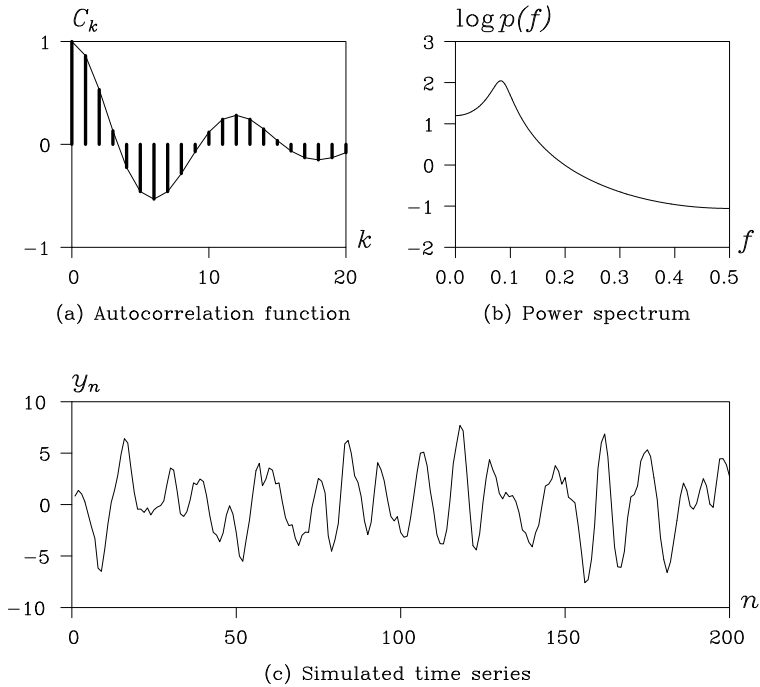 C_k
log p(f)
1
0
−1
0 10 20
k
3
2
1
0
−1
−2
0.0 0.1 0.2 0.3 0.4 0.5
f
(a) Autocorrelation function
(b) Power spectrum
y_n
10
5
0
−5
−10
0 50 100 150 200
n
(c) Simulated time series